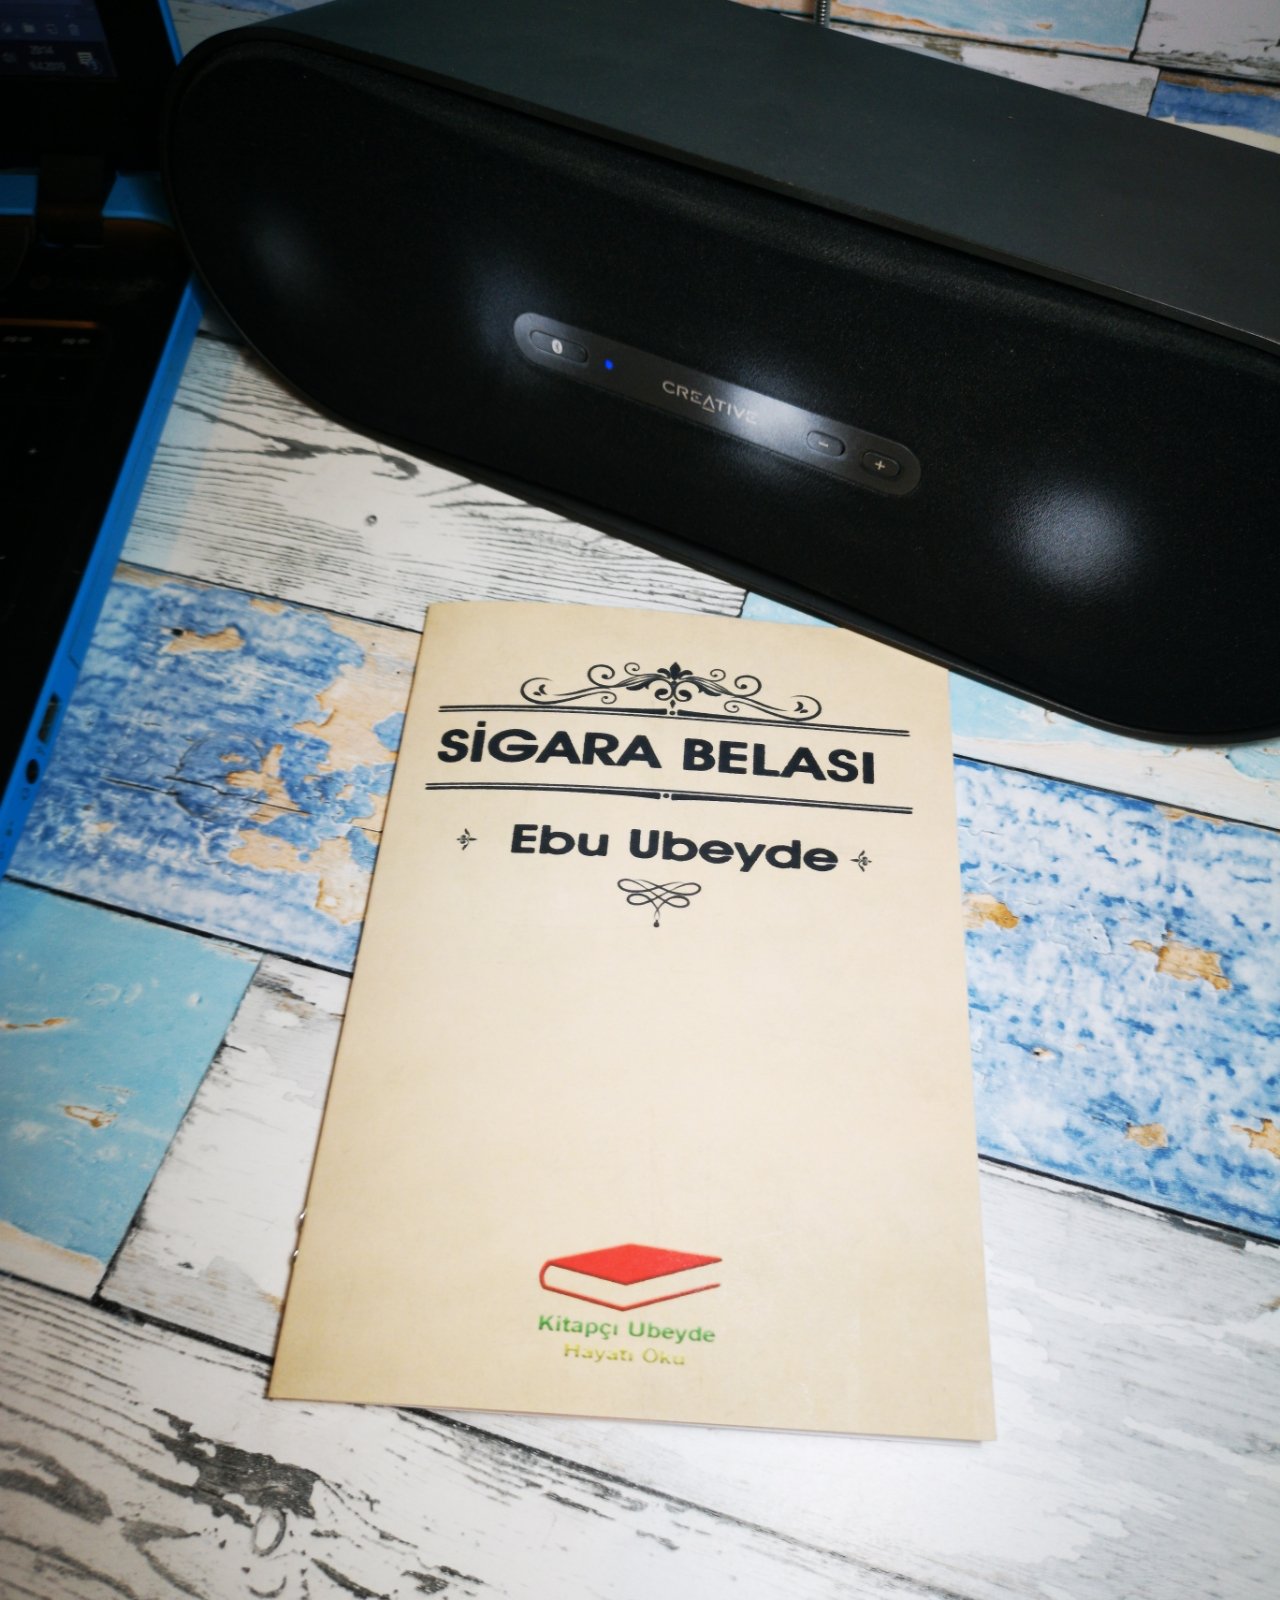 CREATIVE
SİGARA BELASI
Ebu Ubeyde
Kitapçı Ubeyde
Hayatı Oku